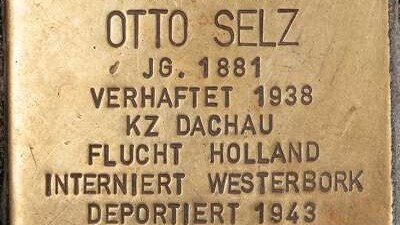 OTTO SELZ
JG. 1881
VERHAFTET 1938
KZ DACHAU
FLUCHT HOLLAND
INTERNIERT WESTERBORK
DEPORTIERT 1943